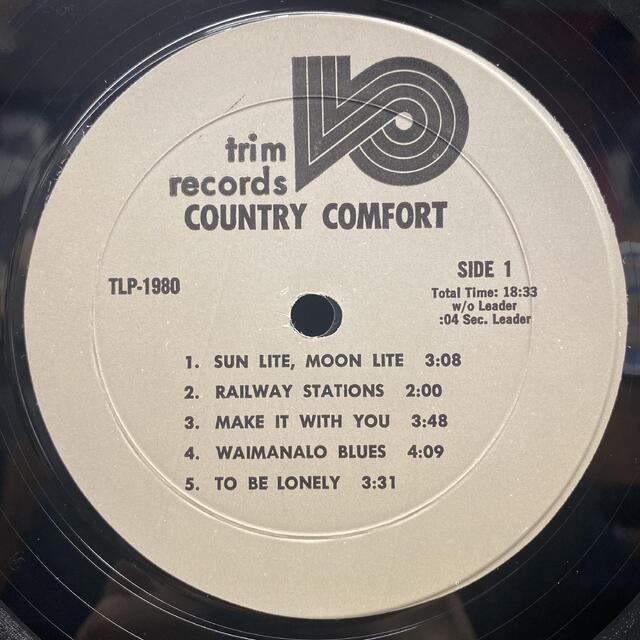 trim
records
COUNTRY COMFORT
TLP-1980
SIDE 1
Total Time: 18:33
w/o Leader
:04 Sec. Leader
1. SUN LITE, MOON LITE 3:08
2. RAILWAY STATIONS 2:00
3. MAKE IT WITH YOU 3:48
4. WAIMANALO BLUES 4:09
5. TO BE LONELY 3:31